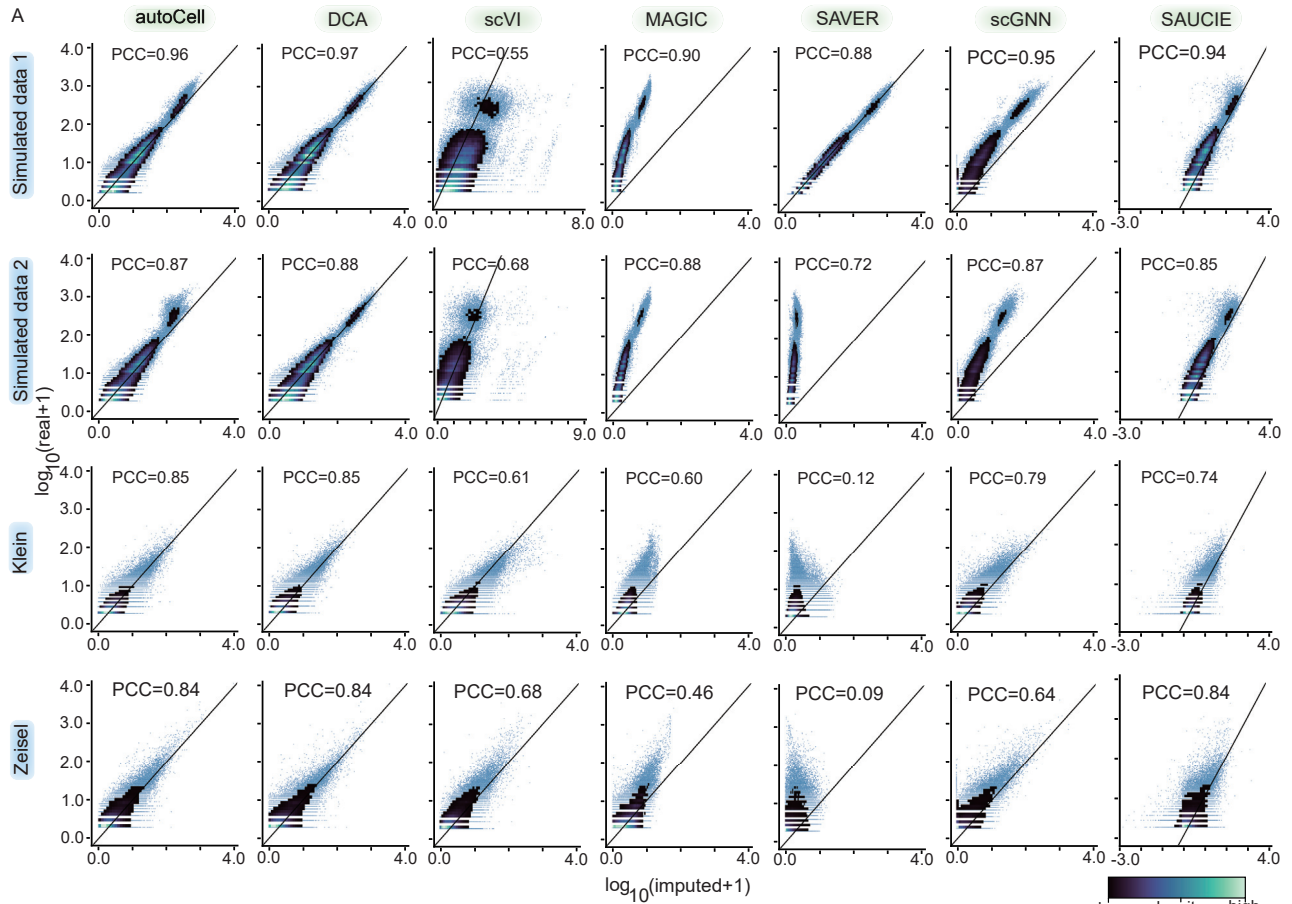 A
autoCell DCA scVI MAGIC SAVER scGNN SAUCIE
Simulated data 1
4.0 3.0 2.0 1.0 0.0
PCC=0.96 PCC=0.97 PCC=0.55 PCC=0.90 PCC=0.88 PCC=0.95 PCC=0.94
0.0 4.0 0.0 4.0 0.0 8.0 0.0 4.0 0.0 4.0 0.0 4.0 -3.0 4.0
Simulated data 2
4.0 3.0 2.0 1.0 0.0
PCC=0.87 PCC=0.88 PCC=0.68 PCC=0.88 PCC=0.72 PCC=0.87 PCC=0.85
0.0 4.0 0.0 4.0 0.0 9.0 0.0 4.0 0.0 4.0 0.0 4.0 -3.0 4.0
log10(real+1)
Klein
4.0 3.0 2.0 1.0 0.0
PCC=0.85 PCC=0.85 PCC=0.61 PCC=0.60 PCC=0.12 PCC=0.79 PCC=0.74
0.0 4.0 0.0 4.0 0.0 4.0 0.0 4.0 0.0 4.0 0.0 4.0 -3.0 4.0
Zeisel
4.0 3.0 2.0 1.0 0.0
PCC=0.84 PCC=0.84 PCC=0.68 PCC=0.46 PCC=0.09 PCC=0.64 PCC=0.84
0.0 4.0 0.0 4.0 0.0 4.0 0.0 4.0 0.0 4.0 0.0 4.0 -3.0 4.0
log10(imputed+1)